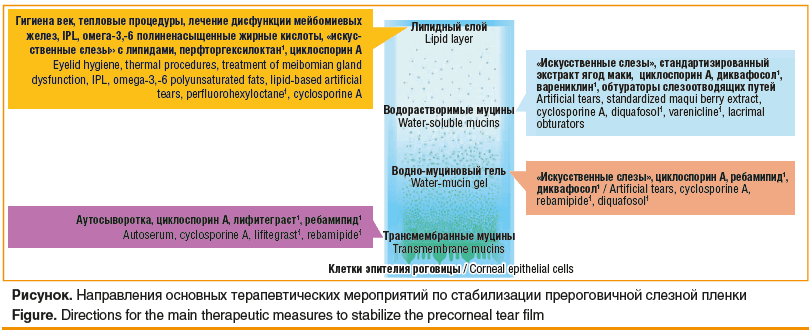 Гигиена век, тепловые процедуры, лечение дисфункции мейбомиевых
желез, IPL, омега-3,-6 полиненасыщенные жирные кислоты, «искус-
ственные слезы» с липидами, перфторгексилоктан¹, циклоспорин А
Eyelid hygiene, thermal procedures, treatment of meibomian gland
dysfunction, IPL, omega-3,-6 polyunsaturated fats, lipid-based artificial
tears, perfluorohexyloctane¹, cyclosporine A
Липидный слой
Lipid layer
«Искусственные слезы», стандартизированный
экстракт ягод маки, циклоспорин А, диквафосол¹,
варениклин¹, обтураторы слезоотводящих путей
Artificial tears, standardized maqui berry extract,
cyclosporine A, diquafosol¹, varenicline¹, lacrimal
obturators
Водорастворимые муцины
Water-soluble mucins
Водно-муциновый гель
Water-mucin gel
«Искусственные слезы», циклоспорин А, ребамипид¹,
диквафосол¹ / Artificial tears, cyclosporine A,
rebamipide¹, diquafosol¹
Аутосыворотка, циклоспорин А, лифитеграст¹, ребамипид¹
Autoserum, cyclosporine A, lifitegrast¹, rebamipide¹
Трансмембранные муцины
Transmembrane mucins
Клетки эпителия роговицы / Corneal epithelial cells
Рисунок. Направления основных терапевтических мероприятий по стабилизации прероговичной слезной пленки
Figure. Directions for the main therapeutic measures to stabilize the precorneal tear film